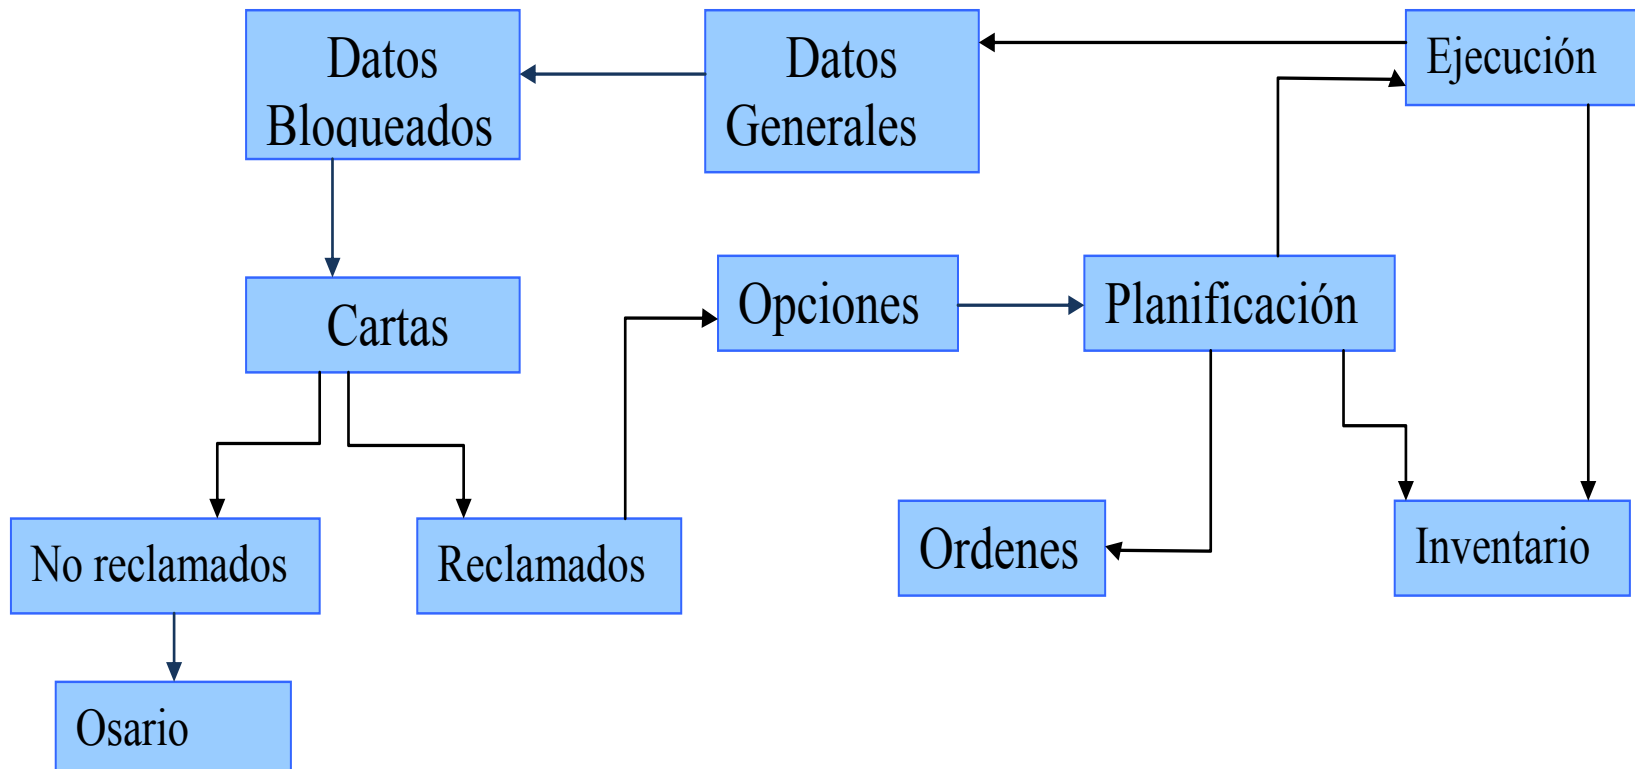 Datos
Bloqueados
Datos
Generales
Ejecución
Cartas
Opciones
Planificación
No reclamados
Reclamados
Ordenes
Inventario
Osario